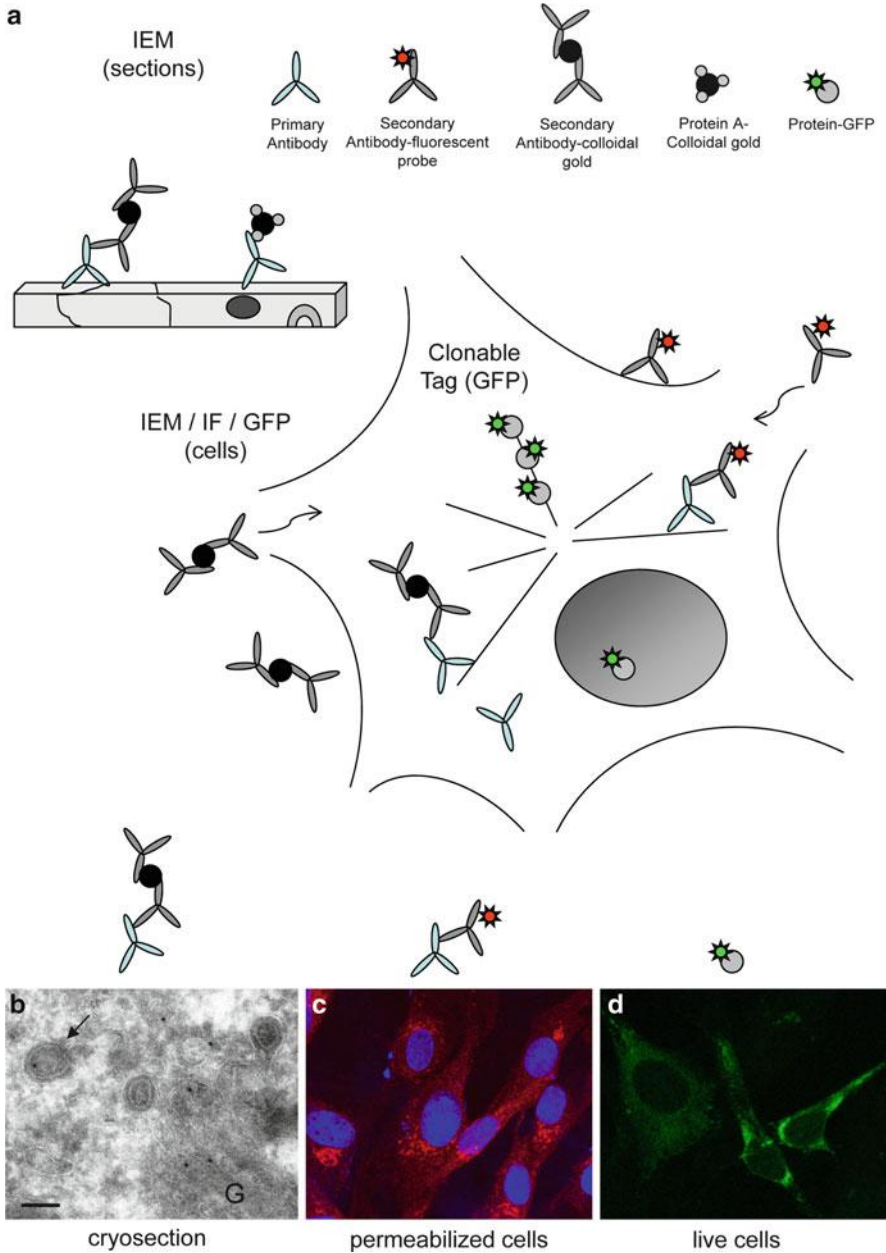 a
IEM
(sections)
Primary
Antibody
Secondary
Antibody-fluorescent
probe
Secondary
Antibody-colloidal
gold
Protein A-
Colloidal gold
Protein-GFP
Clonable
Tag (GFP)
IEM / IF / GFP
(cells)
b
G
cryosection
c
permeabilized cells
d
live cells